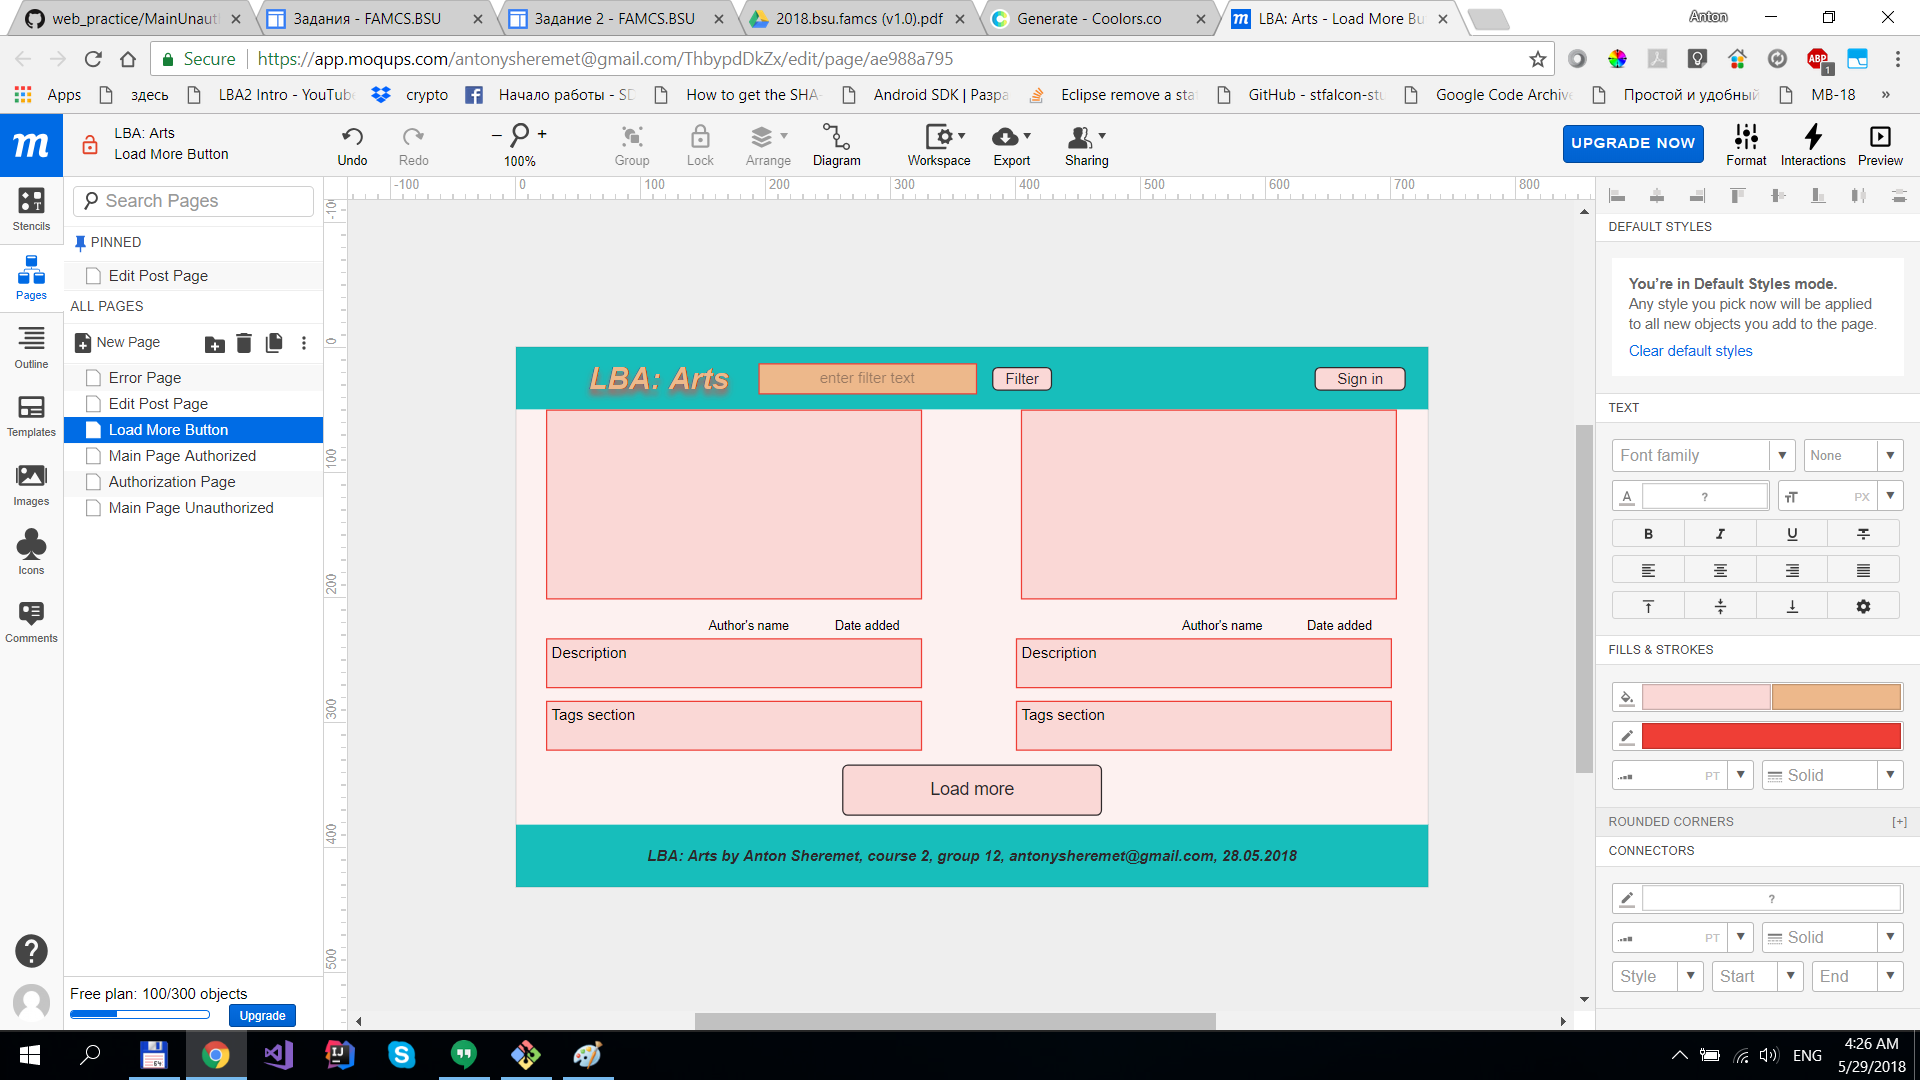 web_practice/MainUnaut
Задания - FAMCS.BSU
Задание 2 - FAMCS.BSU
2018.bsu.famcs (v1.0).pdf
Generate - Coolors.co
LBA: Arts - Load More Bu
Anton
Secure
https://app.moqups.com/antonysheremet@gmail.com/ThbypdDkZx/edit/page/ae988a795
ABP
1
Apps
здесь
LBA2 Intro - YouTube
crypto
Начало работы - SD
How to get the SHA-
Android SDK | Разра
Eclipse remove a stat
GitHub - stfalcon-stu
Google Code Archive
Простой и удобный
MB-18
»
m
LBA: Arts
Load More Button
Undo
Redo
100%
Group
Lock
Arrange
Diagram
Workspace
Export
Sharing
UPGRADE NOW
Format
Interactions
Preview
Stencils
Pages
Outline
Templates
Images
Icons
Comments
Search Pages
PINNED
Edit Post Page
ALL PAGES
New Page
Error Page
Edit Post Page
Load More Button
Main Page Authorized
Authorization Page
Main Page Unauthorized
Free plan: 100/300 objects
Upgrade
-100
0
100
200
300
400
500
600
700
800
-10
0
100
200
300
400
500
LBA: Arts
enter filter text
Filter
Sign in
Author's name
Date added
Author's name
Date added
Description
Description
Tags section
Tags section
Load more
LBA: Arts by Anton Sheremet, course 2, group 12, antonysheremet@gmail.com, 28.05.2018
DEFAULT STYLES
You're in Default Styles mode.
Any style you pick now will be applied
to all new objects you add to the page.
Clear default styles
TEXT
Font family
None
A
?
PX
B
I
U
FILLS & STROKES
PT
Solid
ROUNDED CORNERS
[+]
CONNECTORS
?
PT
Solid
Style
Start
End
ENG
4:26 AM
5/29/2018